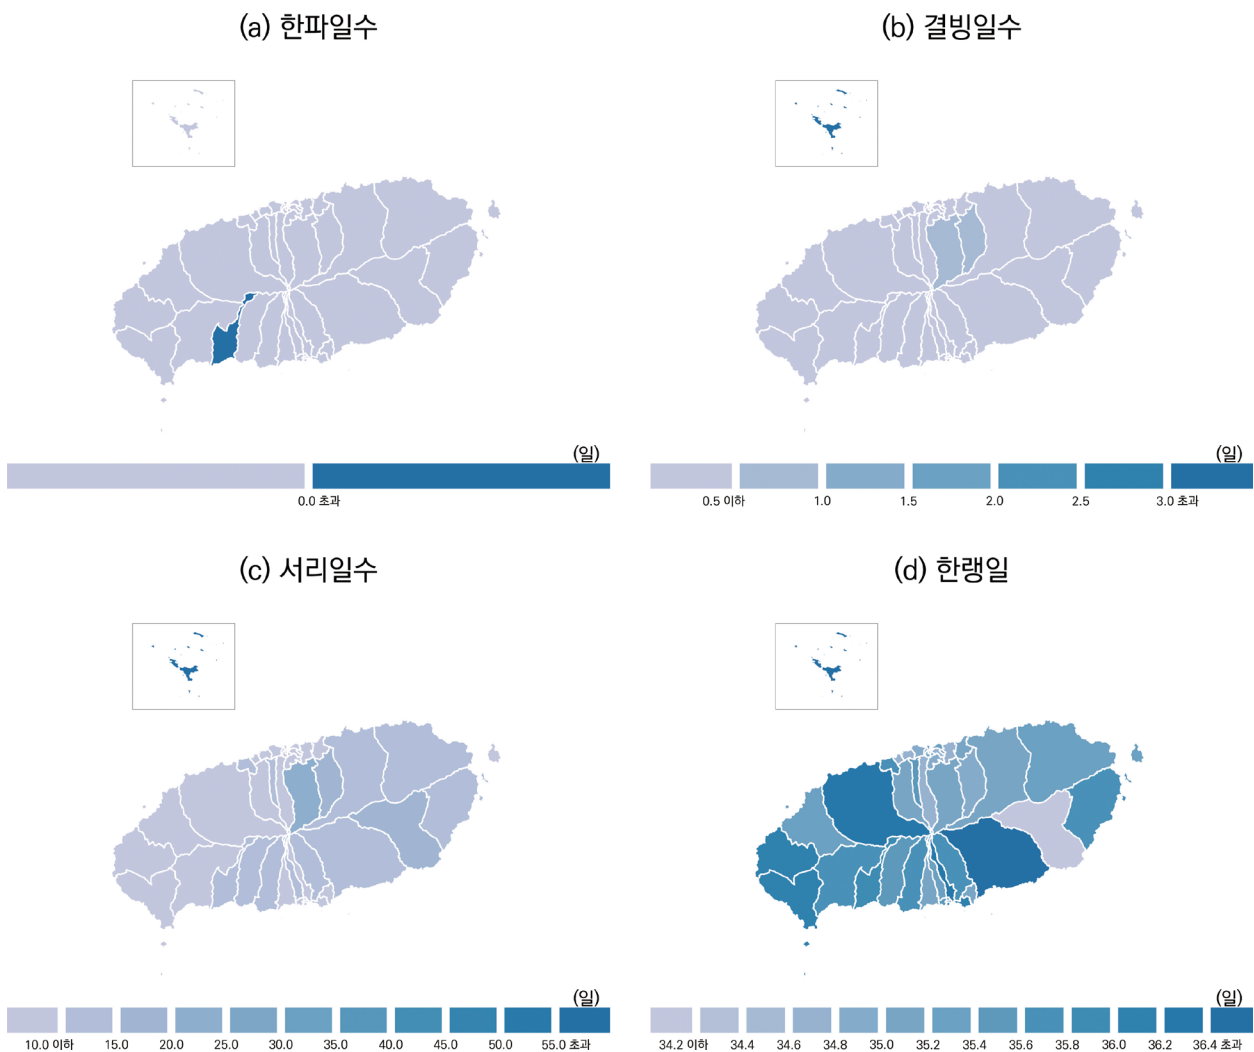 (a) 한파일수
(b) 결빙일수
(일)
0.0 초과
(일)
0.5 이하 1.0 1.5 2.0 2.5 3.0 초과
(c) 서리일수
(d) 한랭일
(일)
10.0 이하 15.0 20.0 25.0 30.0 35.0 40.0 45.0 50.0 55.0 초과
(일)
34.2 이하 34.4 34.6 34.8 35.0 35.2 35.4 35.6 35.8 36.0 36.2 36.4 초과